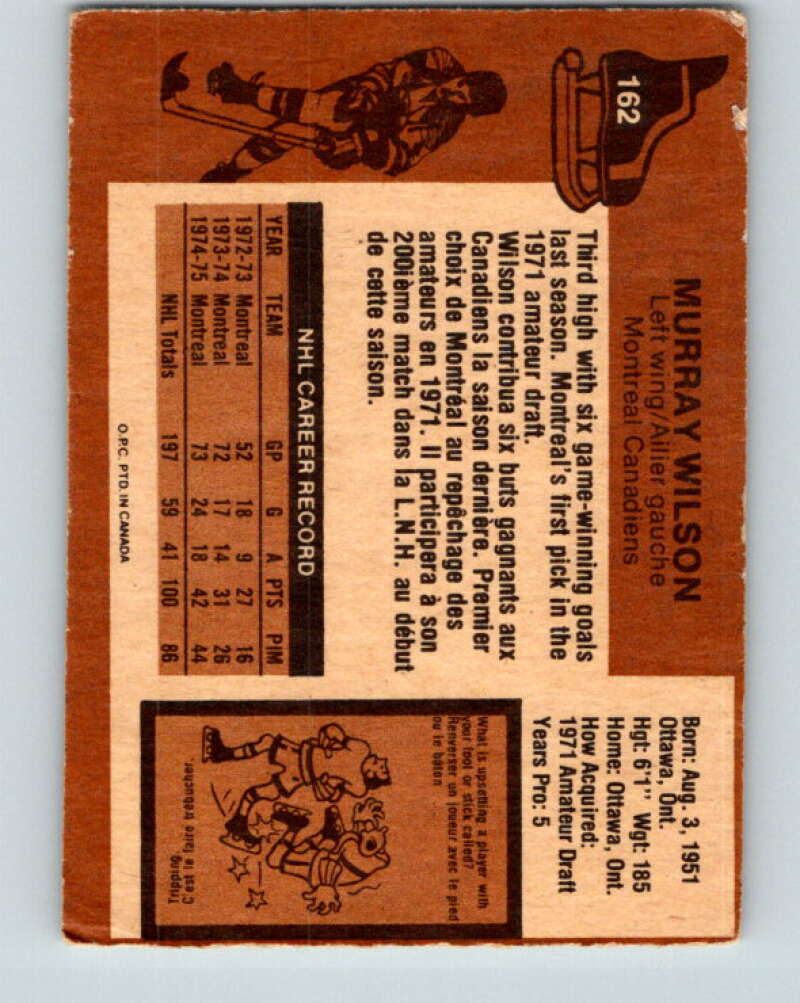 162
MURRAY WILSON
Left wing/Ailier gauche
Montreal Canadiens
Born: Aug. 3, 1951
Ottawa, Ont.
Hgt: 6'1" Wgt: 185
Home: Ottawa, Ont.
How Acquired:
1971 Amateur Draft
Years Pro: 5
Third high with six game-winning goals
last season. Montreal's first pick in the
1971 amateur draft.
Wilson contribua six buts gagnants aux
Canadiens la saison dernière. Premier
choix de Montréal au repêchage des
amateurs en 1971. Il participera à son
200ième match dans la L.N.H. au début
de cette saison.
NHL CAREER RECORD
YEAR TEAM GP G A PTS PIM
1972-73 Montreal 52 18 9 27 16
1973-74 Montreal 72 17 14 31 26
1974-75 Montreal 73 24 18 42 44
NHL Totals 197 59 41 100 86
What is upsetting a player with
your foot or stick called?
Renverser un joueur avec le pied
ou le bâton
Tripping
C'est le faire trébucher
O.P.C. PTD. IN CANADA